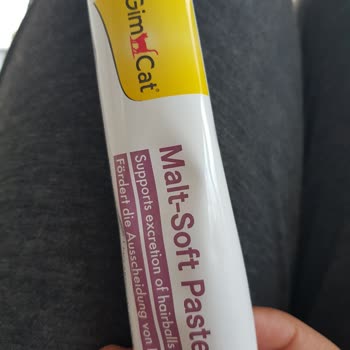 GimCat®
Malt-Soft Paste
Supports excretion of hairballs
Fördert die Ausscheidung von